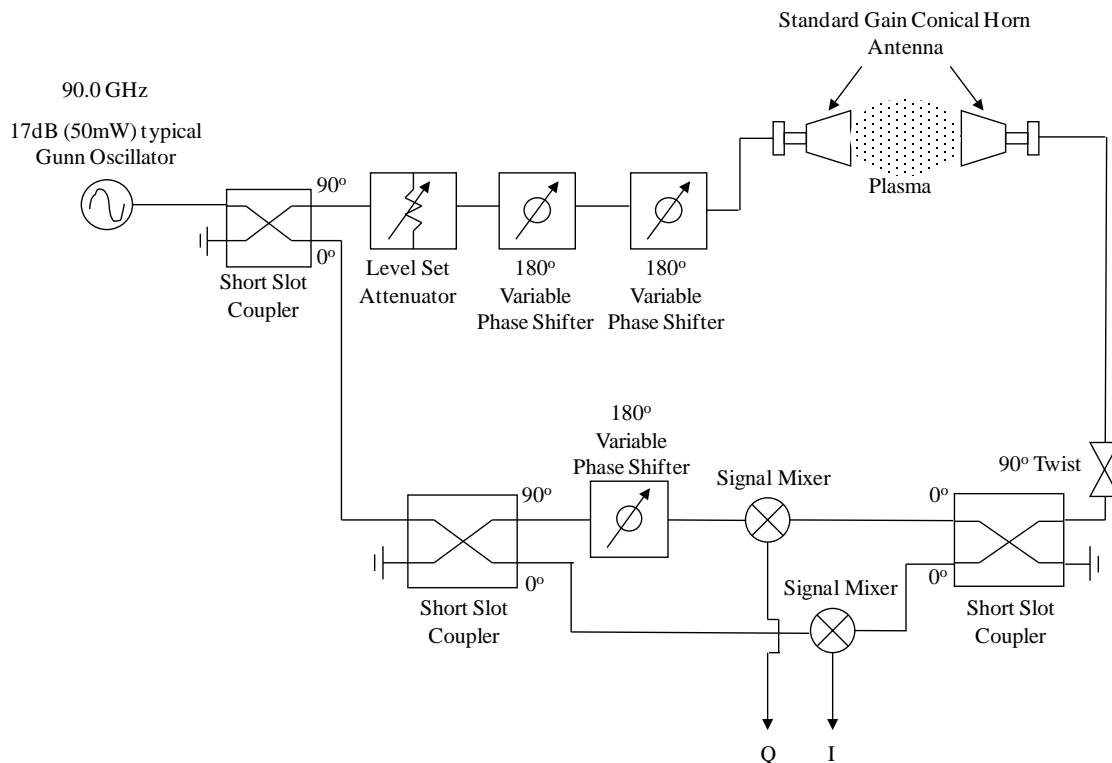 Standard Gain Conical Horn
Antenna
90.0 GHz
17dB (50mW) typical
Gunn Oscillator
Plasma
90º
0º
Short Slot
Coupler
Level Set
Attenuator
180º
Variable
Phase Shifter
180º
Variable
Phase Shifter
180º
Variable
Phase Shifter
90º Twist
Signal Mixer
90º
0º
0º
0º
Signal Mixer
Short Slot
Coupler
Short Slot
Coupler
Q
I